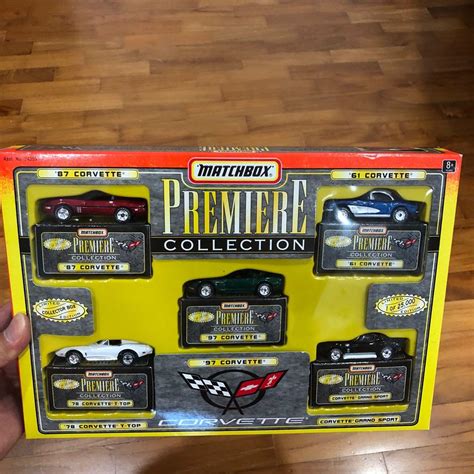 8+
'87 CORVETTE
MATCHBOX
'61 CORVETTE
PREMIERE
COLLECTION
MATCHBOX
PREMIERE
COLLECTION
'87 CORVETTE
MATCHBOX
PREMIERE
COLLECTION
'61 CORVETTE
MATCHBOX
PREMIERE
COLLECTION
'97 CORVETTE
'97 CORVETTE
MATCHBOX
PREMIERE
COLLECTION
'78 CORVETTE T-TOP
'78 CORVETTE T-TOP
CORVETTE
MATCHBOX
PREMIERE
COLLECTION
CORVETTE GRAND SPORT
CORVETTE GRAND SPORT